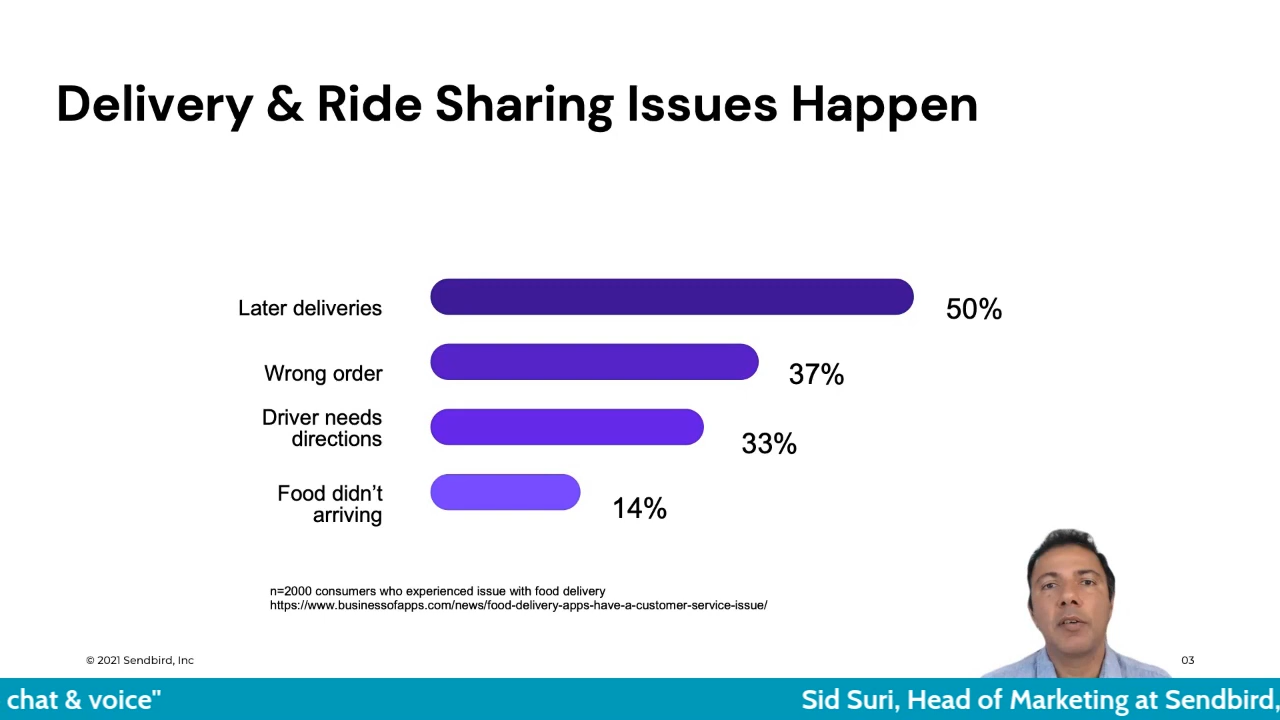 Delivery & Ride Sharing Issues Happen
Later deliveries
50%
Wrong order
37%
Driver needs
directions
33%
Food didn’t
arriving
14%
n=2000 consumers who experienced issue with food delivery
https://www.businessofapps.com/news/food-delivery-apps-have-a-customer-service-issue/
© 2021 Sendbird, Inc
03
chat & voice"
Sid Suri, Head of Marketing at Sendbird,